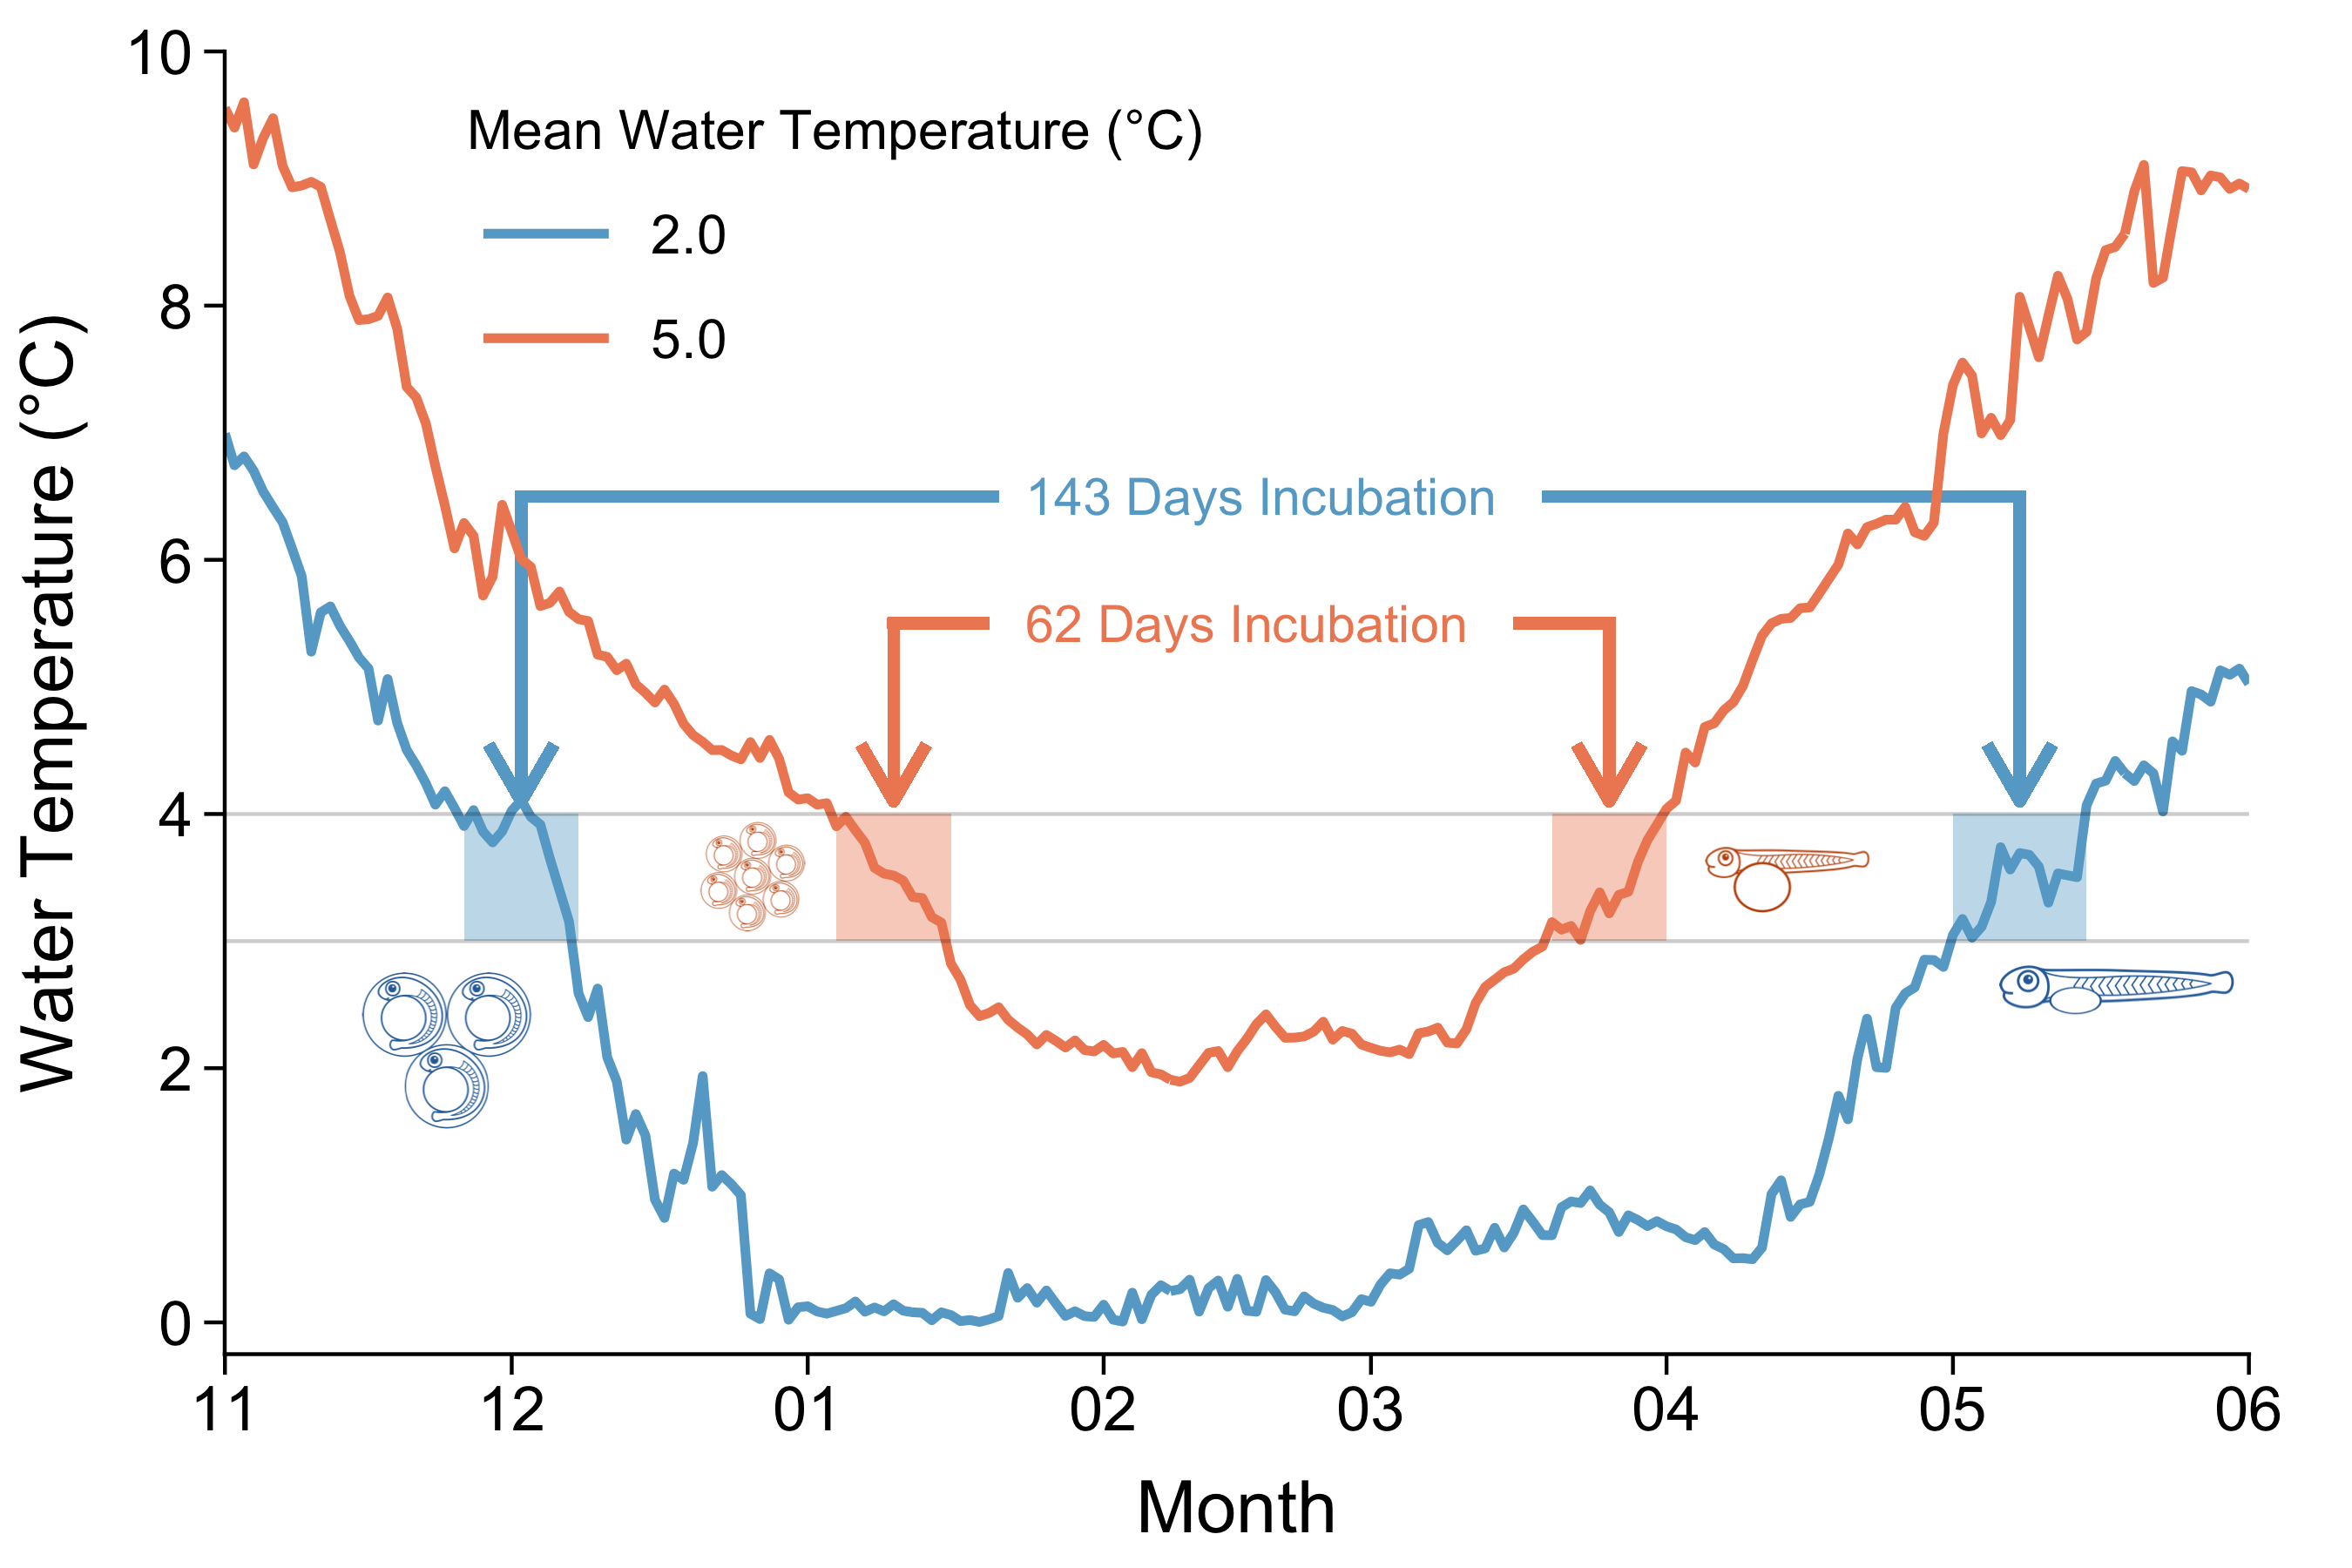 10
Mean Water Temperature (°C)
2.0
8
5.0
143 Days Incubation
6
62 Days Incubation
4
2
0
Water Temperature (°C)
11 12 01 02 03 04 05 06
Month